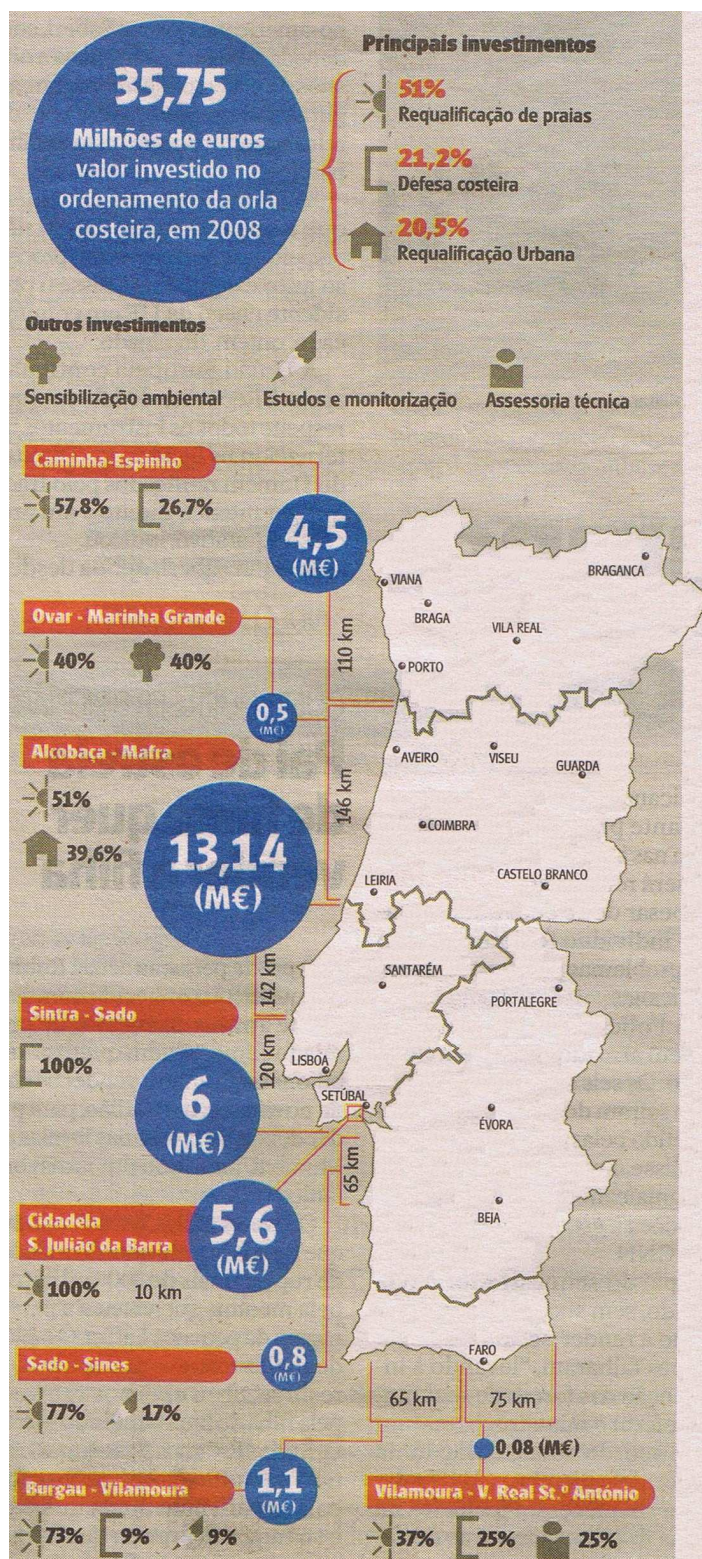 35,75
Milhões de euros
valor investido no
ordenamento da orla
costeira, em 2008
Principais investimentos
51%
Requalificação de praias
21,2%
Defesa costeira
20,5%
Requalificação Urbana
Outros investimentos
Sensibilização ambiental
Estudos e monitorização
Assessoria técnica
Caminha-Espinho
57,8% 26,7%
4,5
(M€)
110 km
Ovar - Marinha Grande
40% 40%
0,5
(M€)
146 km
Alcobaça - Mafra
51%
39,6%
13,14
(M€)
142 km
Sintra - Sado
100%
120 km
6
(M€)
Cidadela
S. Julião da Barra
100% 10 km
5,6
(M€)
65 km
Sado - Sines
77% 17%
0,8
(M€)
Burgau - Vilamoura
73% 9% 9%
1,1
(M€)
65 km
75 km
0,08 (M€)
Vilamoura - V. Real St.º António
37% 25% 25%
VIANA
BRAGANCA
BRAGA
VILA REAL
PORTO
AVEIRO
VISEU
GUARDA
COIMBRA
LEIRIA
CASTELO BRANCO
SANTARÉM
PORTALEGRE
LISBOA
SETÚBAL
ÉVORA
BEJA
FARO